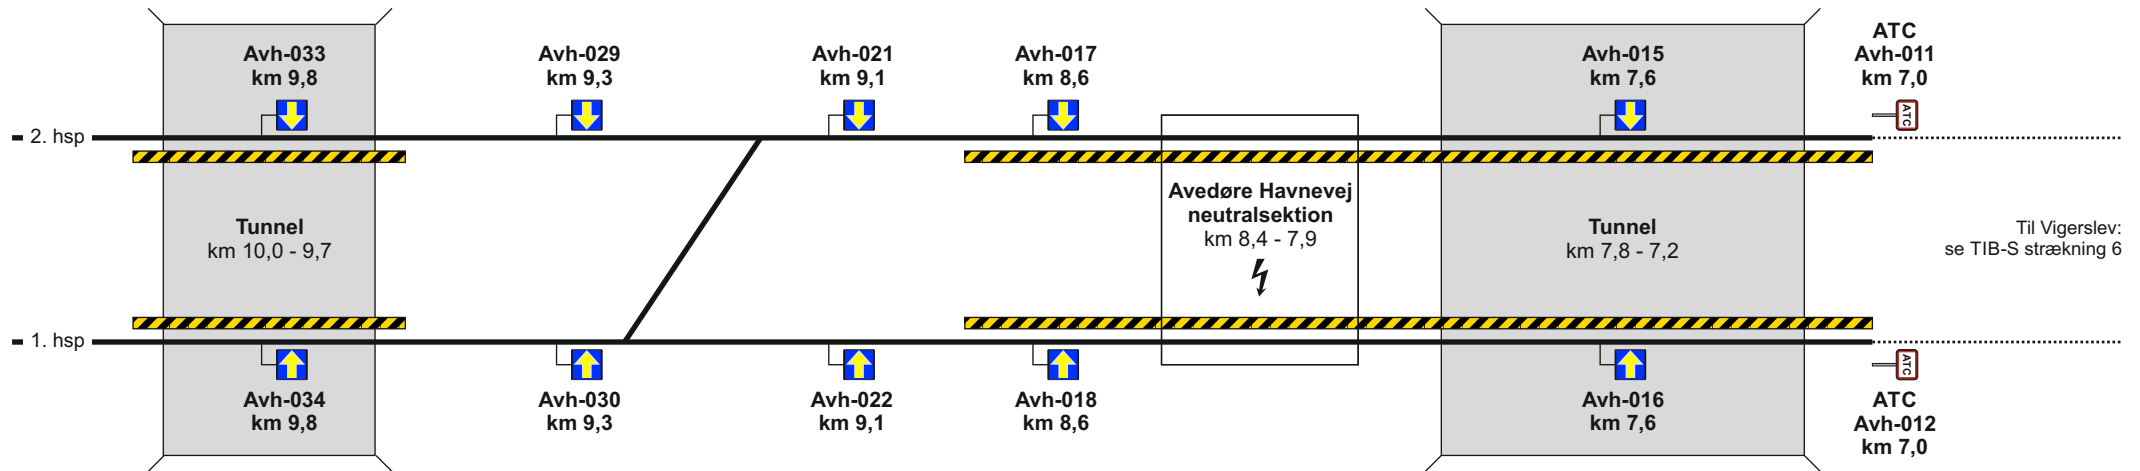 Avh-033
km 9,8
Avh-029
km 9,3
Avh-021
km 9,1
Avh-017
km 8,6
Avh-015
km 7,6
ATC
Avh-011
km 7,0
ATC
2. hsp
Tunnel
km 10,0 - 9,7
Avedøre Havnevej
neutralsektion
km 8,4 - 7,9
Tunnel
km 7,8 - 7,2
Til Vigerslev:
se TIB-S strækning 6
1. hsp
Avh-034
km 9,8
Avh-030
km 9,3
Avh-022
km 9,1
Avh-018
km 8,6
Avh-016
km 7,6
ATC
ATC
Avh-012
km 7,0